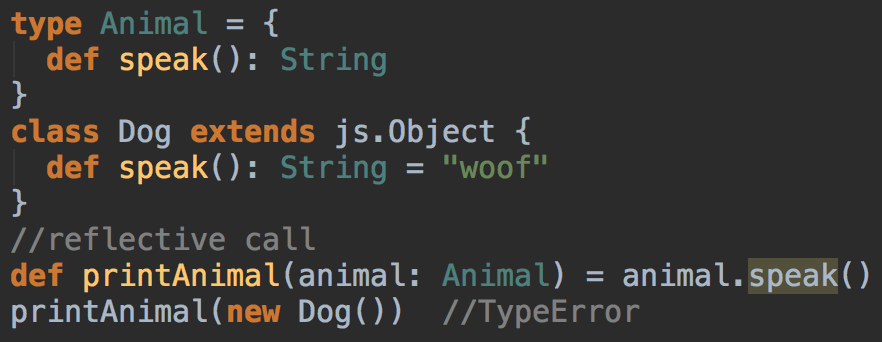 type Animal = {
  def speak(): String
}
class Dog extends js.Object {
  def speak(): String = "woof"
}
//reflective call
def printAnimal(animal: Animal) = animal.speak()
printAnimal(new Dog())  //TypeError